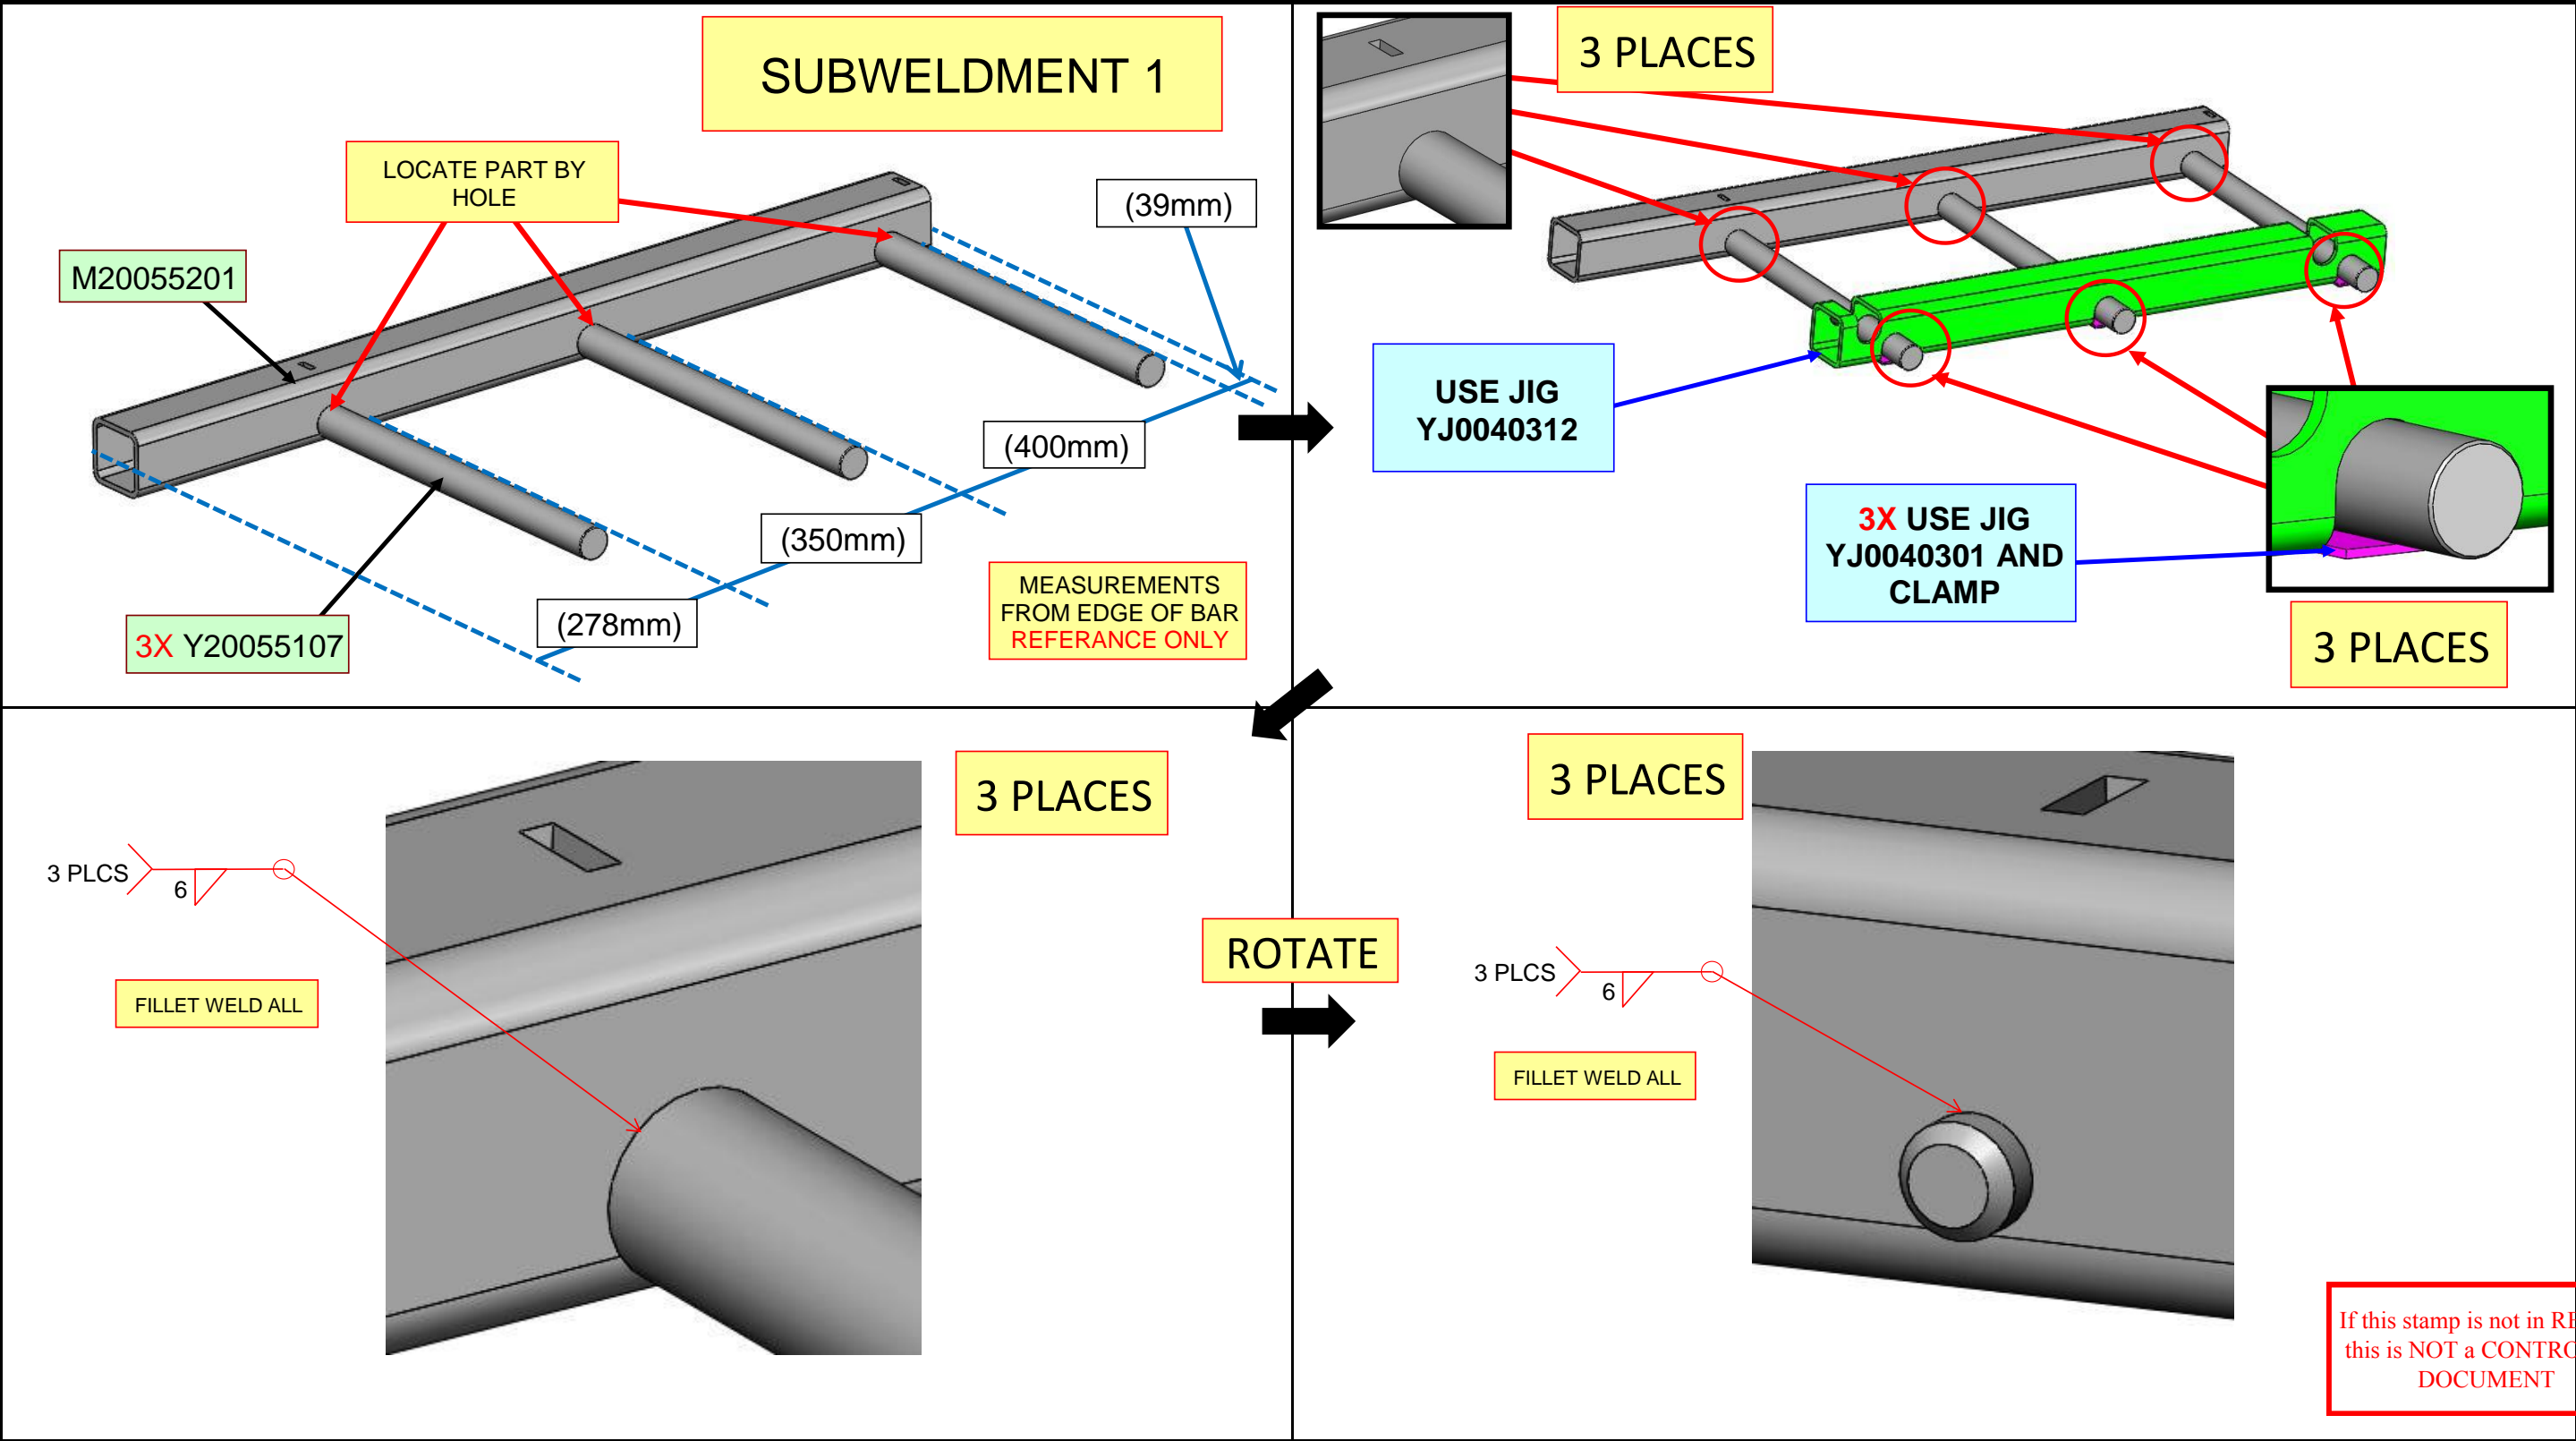 SUBWELDMENT 1
LOCATE PART BY
HOLE
(39mm)
M20055201
(400mm)
(350mm)
(278mm)
3X Y20055107
MEASUREMENTS
FROM EDGE OF BAR
REFERANCE ONLY
3 PLACES
USE JIG
YJ0040312
3X USE JIG
YJ0040301 AND
CLAMP
3 PLACES
3 PLACES
3 PLCS
6
FILLET WELD ALL
ROTATE
3 PLACES
3 PLCS
6
FILLET WELD ALL
If this stamp is not in
this is NOT a
DOCUMENT